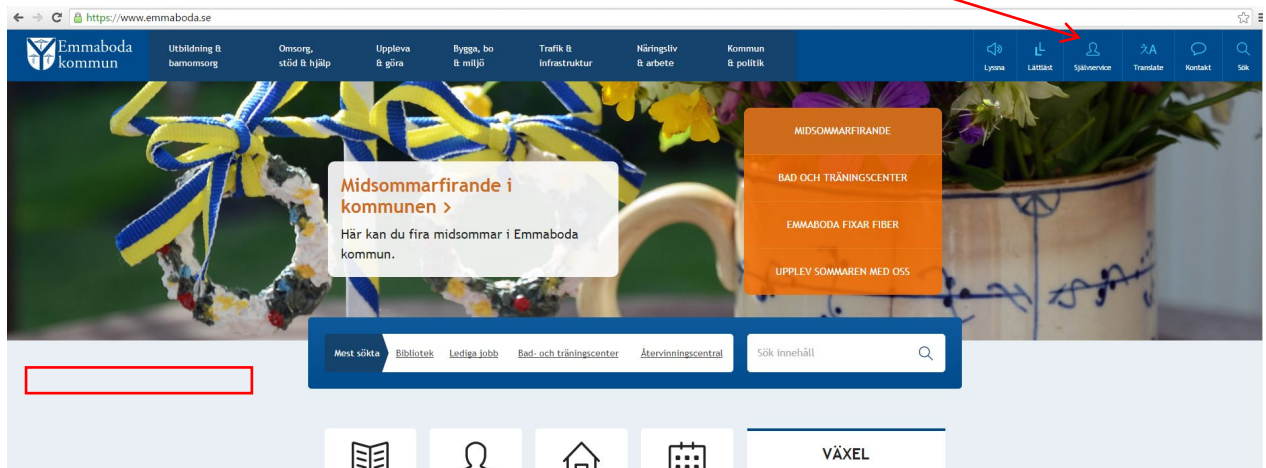 https://www.emmaboda.se
Emmaboda
kommun
Utbildning &
barnomsorg
Omsorg,
stöd & hjälp
Uppleva
& göra
Bygga, bo
& miljö
Trafik &
infrastruktur
Näringsliv
& arbete
Kommun
& politik
Lyssna
Lättläst
Självservice
Translate
Kontakt
Sök
MIDSOMMARFIRANDE
BAD OCH TRÄNINGSCENTER
EMMABODA FIXAR FIBER
UPPLEV SOMMAREN MED OSS
Midsommarfirande i
kommunen >
Här kan du fira midsommar i Emmaboda
kommun.
Mest sökta Bibliotek Lediga jobb Bad- och träningscenter Återvinningscentral
Sök innehåll
VÄXEL